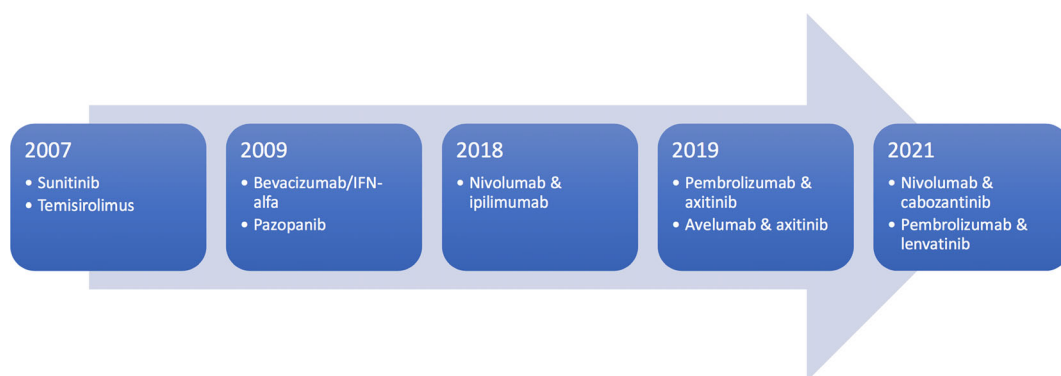 2007
• Sunitinib
• Temisirolimus
2009
• Bevacizumab/IFN-
alfa
• Pazopanib
2018
• Nivolumab &
ipilimumab
2019
• Pembrolizumab &
axitinib
• Avelumab & axitinib
2021
• Nivolumab &
cabozantinib
• Pembrolizumab &
lenvatinib